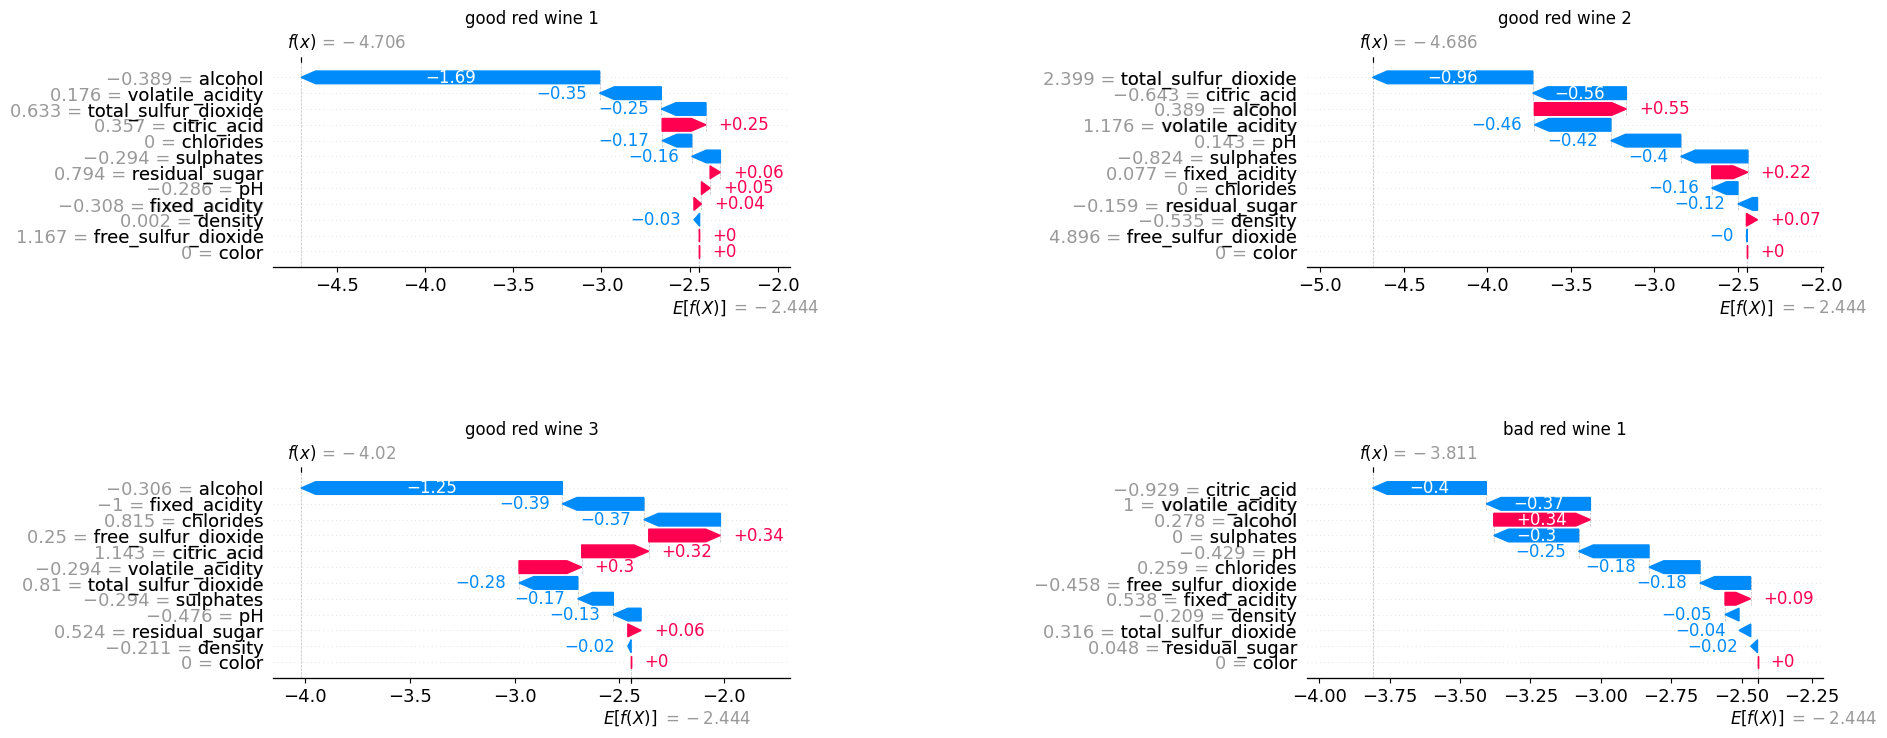 good red wine 1
f(x) = −4.706
−0.389 = alcohol −1.69
0.176 = volatile_acidity −0.35
0.633 = total_sulfur_dioxide −0.25
0.357 = citric_acid +0.25
0 = chlorides −0.17
−0.294 = sulphates −0.16
0.794 = residual_sugar +0.06
−0.286 = pH +0.05
−0.308 = fixed_acidity +0.04
0.002 = density −0.03
1.167 = free_sulfur_dioxide +0
0 = color +0
−4.5 −4.0 −3.5 −3.0 −2.5 −2.0
E[f(X)] = −2.444
good red wine 2
f(x) = −4.686
2.399 = total_sulfur_dioxide −0.96
−0.643 = citric_acid −0.56
0.389 = alcohol +0.55
1.176 = volatile_acidity −0.46
0.143 = pH −0.42
−0.824 = sulphates −0.4
0.077 = fixed_acidity +0.22
0 = chlorides −0.16
−0.159 = residual_sugar −0.12
−0.535 = density +0.07
4.896 = free_sulfur_dioxide −0
0 = color +0
−5.0 −4.5 −4.0 −3.5 −3.0 −2.5 −2.0
E[f(X)] = −2.444
good red wine 3
f(x) = −4.02
−0.306 = alcohol −1.25
−1 = fixed_acidity −0.39
0.815 = chlorides −0.37
0.25 = free_sulfur_dioxide +0.34
1.143 = citric_acid +0.32
−0.294 = volatile_acidity +0.3
0.81 = total_sulfur_dioxide −0.28
−0.294 = sulphates −0.17
−0.476 = pH −0.13
0.524 = residual_sugar +0.06
−0.211 = density −0.02
0 = color +0
−4.0 −3.5 −3.0 −2.5 −2.0
E[f(X)] = −2.444
bad red wine 1
f(x) = −3.811
−0.929 = citric_acid −0.4
1 = volatile_acidity −0.37
0.278 = alcohol +0.34
0 = sulphates −0.3
−0.429 = pH −0.25
0.259 = chlorides −0.18
−0.458 = free_sulfur_dioxide −0.18
0.538 = fixed_acidity +0.09
−0.209 = density −0.05
0.316 = total_sulfur_dioxide −0.04
0.048 = residual_sugar −0.02
0 = color +0
−4.00 −3.75 −3.50 −3.25 −3.00 −2.75 −2.50 −2.25
E[f(X)] = −2.444